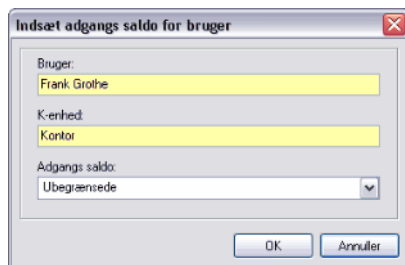 Indsæt adgangs saldo for bruger
Bruger:
Frank Grothe
K-enhed:
Kontor
Adgangs saldo:
Ubegrænsede
OK
Annuller